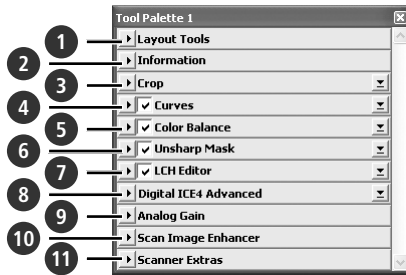 Tool Palette 1
1 Layout Tools
2 Information
3 Crop
4 Curves
5 Color Balance
6 Unsharp Mask
7 LCH Editor
8 Digital ICE4 Advanced
9 Analog Gain
10 Scan Image Enhancer
11 Scanner Extras